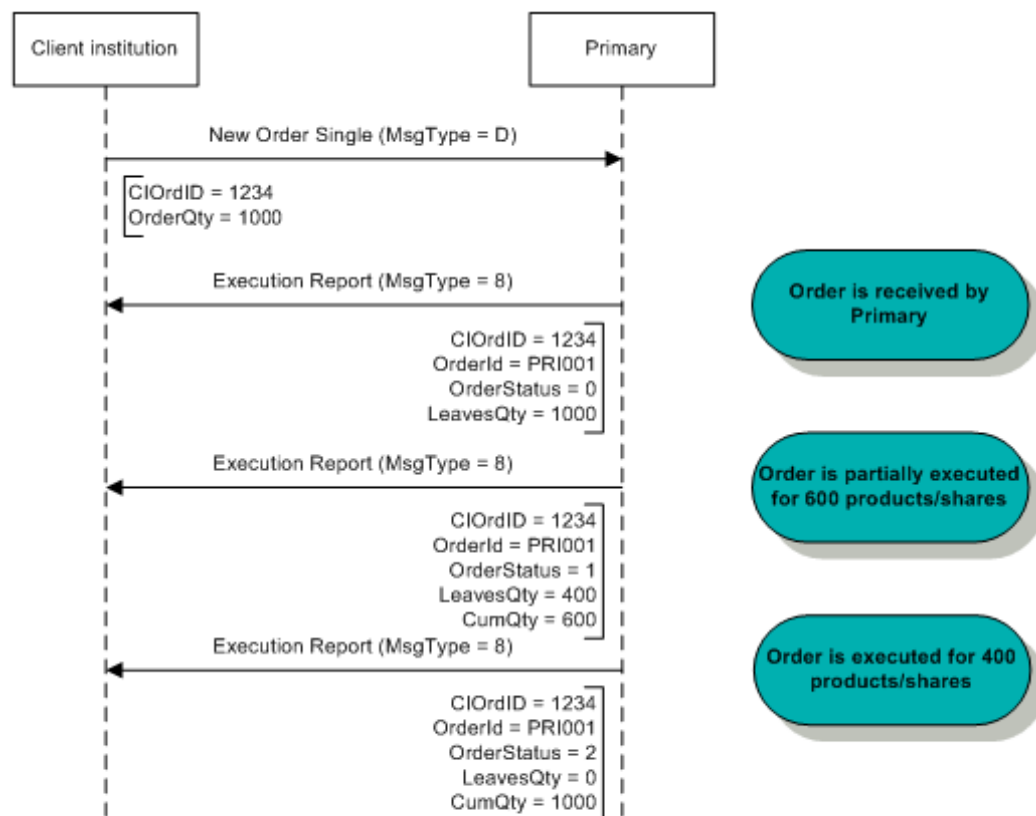 Client institution
Primary
New Order Single (MsgType = D)
ClOrdID = 1234
OrderQty = 1000
Execution Report (MsgType = 8)
Order is received by
Primary
ClOrdID = 1234
OrderId = PRI001
OrderStatus = 0
LeavesQty = 1000
Execution Report (MsgType = 8)
Order is partially executed
for 600 products/shares
ClOrdID = 1234
OrderId = PRI001
OrderStatus = 1
LeavesQty = 400
CumQty = 600
Execution Report (MsgType = 8)
Order is executed for 400
products/shares
ClOrdID = 1234
OrderId = PRI001
OrderStatus = 2
LeavesQty = 0
CumQty = 1000